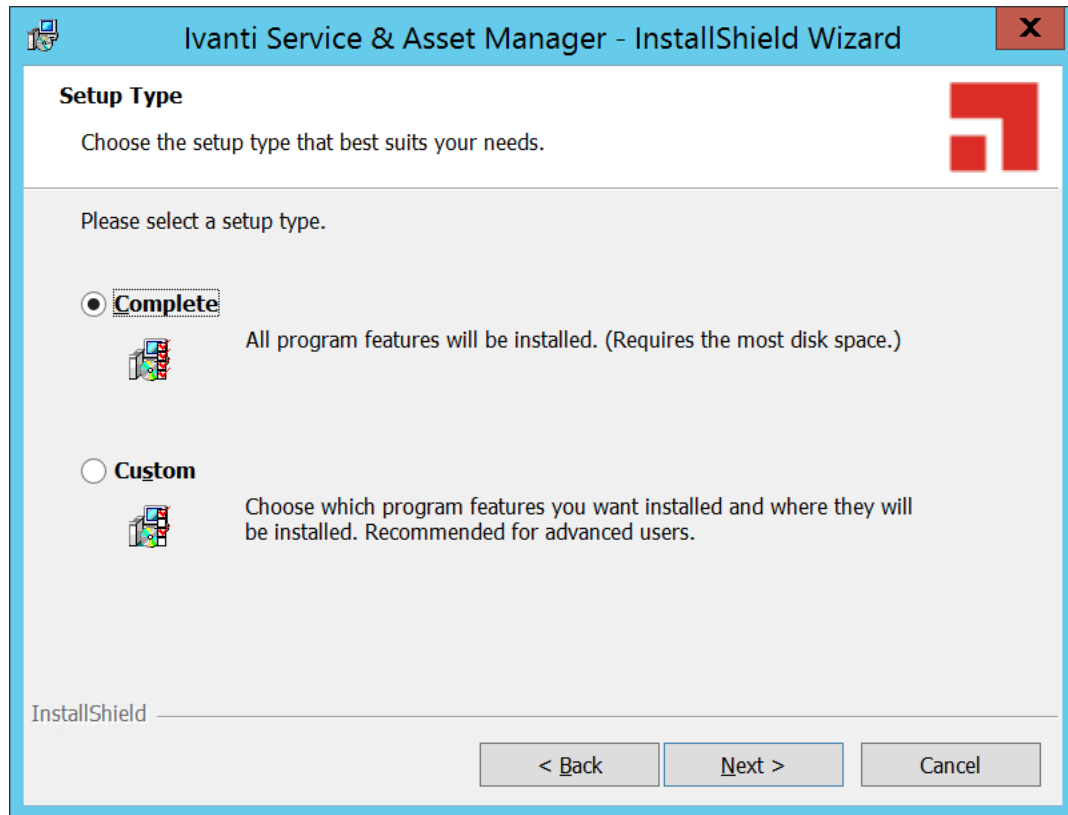 Ivanti Service & Asset Manager - InstallShield Wizard
X
Setup Type
Choose the setup type that best suits your needs.
Please select a setup type.
Complete
All program features will be installed. (Requires the most disk space.)
Custom
Choose which program features you want installed and where they will
be installed. Recommended for advanced users.
InstallShield
< Back
Next >
Cancel